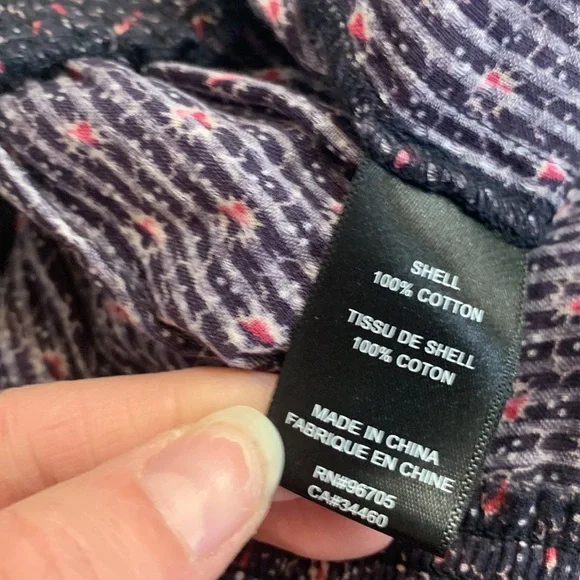 SHELL
100% COTTON
TISSU DE SHELL
100% COTON
MADE IN CHINA
FABRIQUE EN CHINE
RN#96705
CA#34460